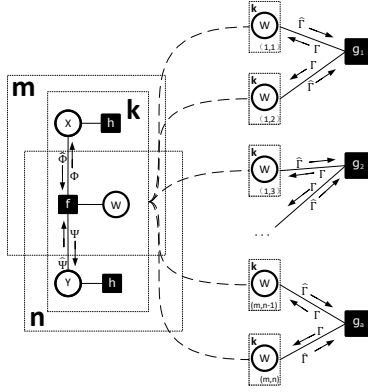 m
k
X
h
Φ̂
Φ
f
W
Ψ
Ψ̂
Y
h
n
k
W
(1,1)
Γ̂
Γ
g₁
k
W
(1,2)
Γ
Γ̂
k
W
(1,3)
Γ̂
Γ
g₂
Γ
Γ̂
...
k
W
(m,n-1)
Γ̂
Γ
gₐ
k
W
(m,n)
Γ
Γ̂